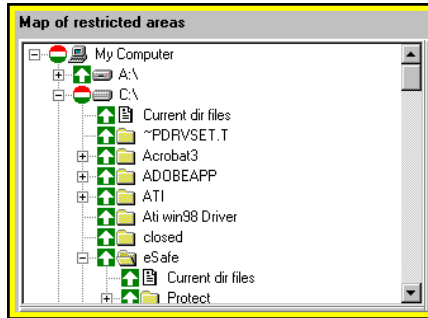 Map of restricted areas
My Computer
A:\
C:\
Current dir files
~PDRVSET.T
Acrobat3
ADOBEAPP
ATI
Ati win98 Driver
closed
eSafe
Current dir files
Protect